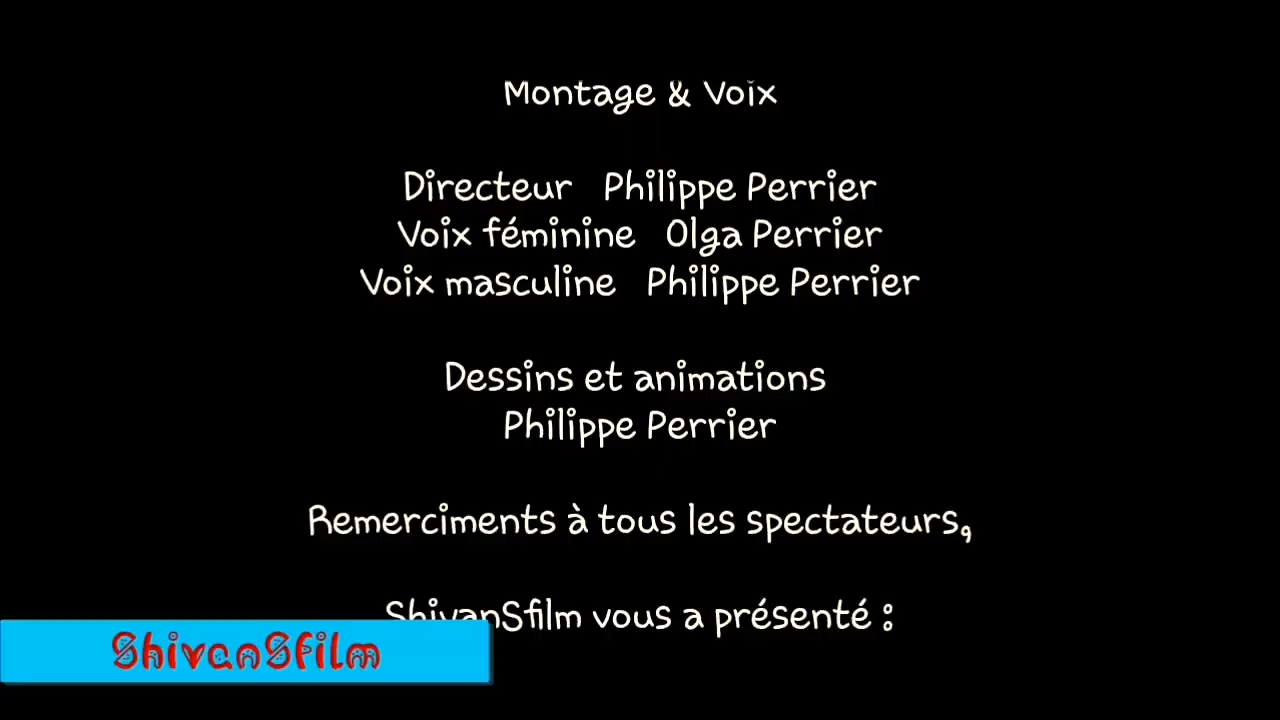 Montage & Voix
Directeur Philippe Perrier
Voix féminine Olga Perrier
Voix masculine Philippe Perrier
Dessins et animations
Philippe Perrier
Remerciments à tous les spectateurs,
ShivanSfilm vous a présenté :
ShivanSfilm